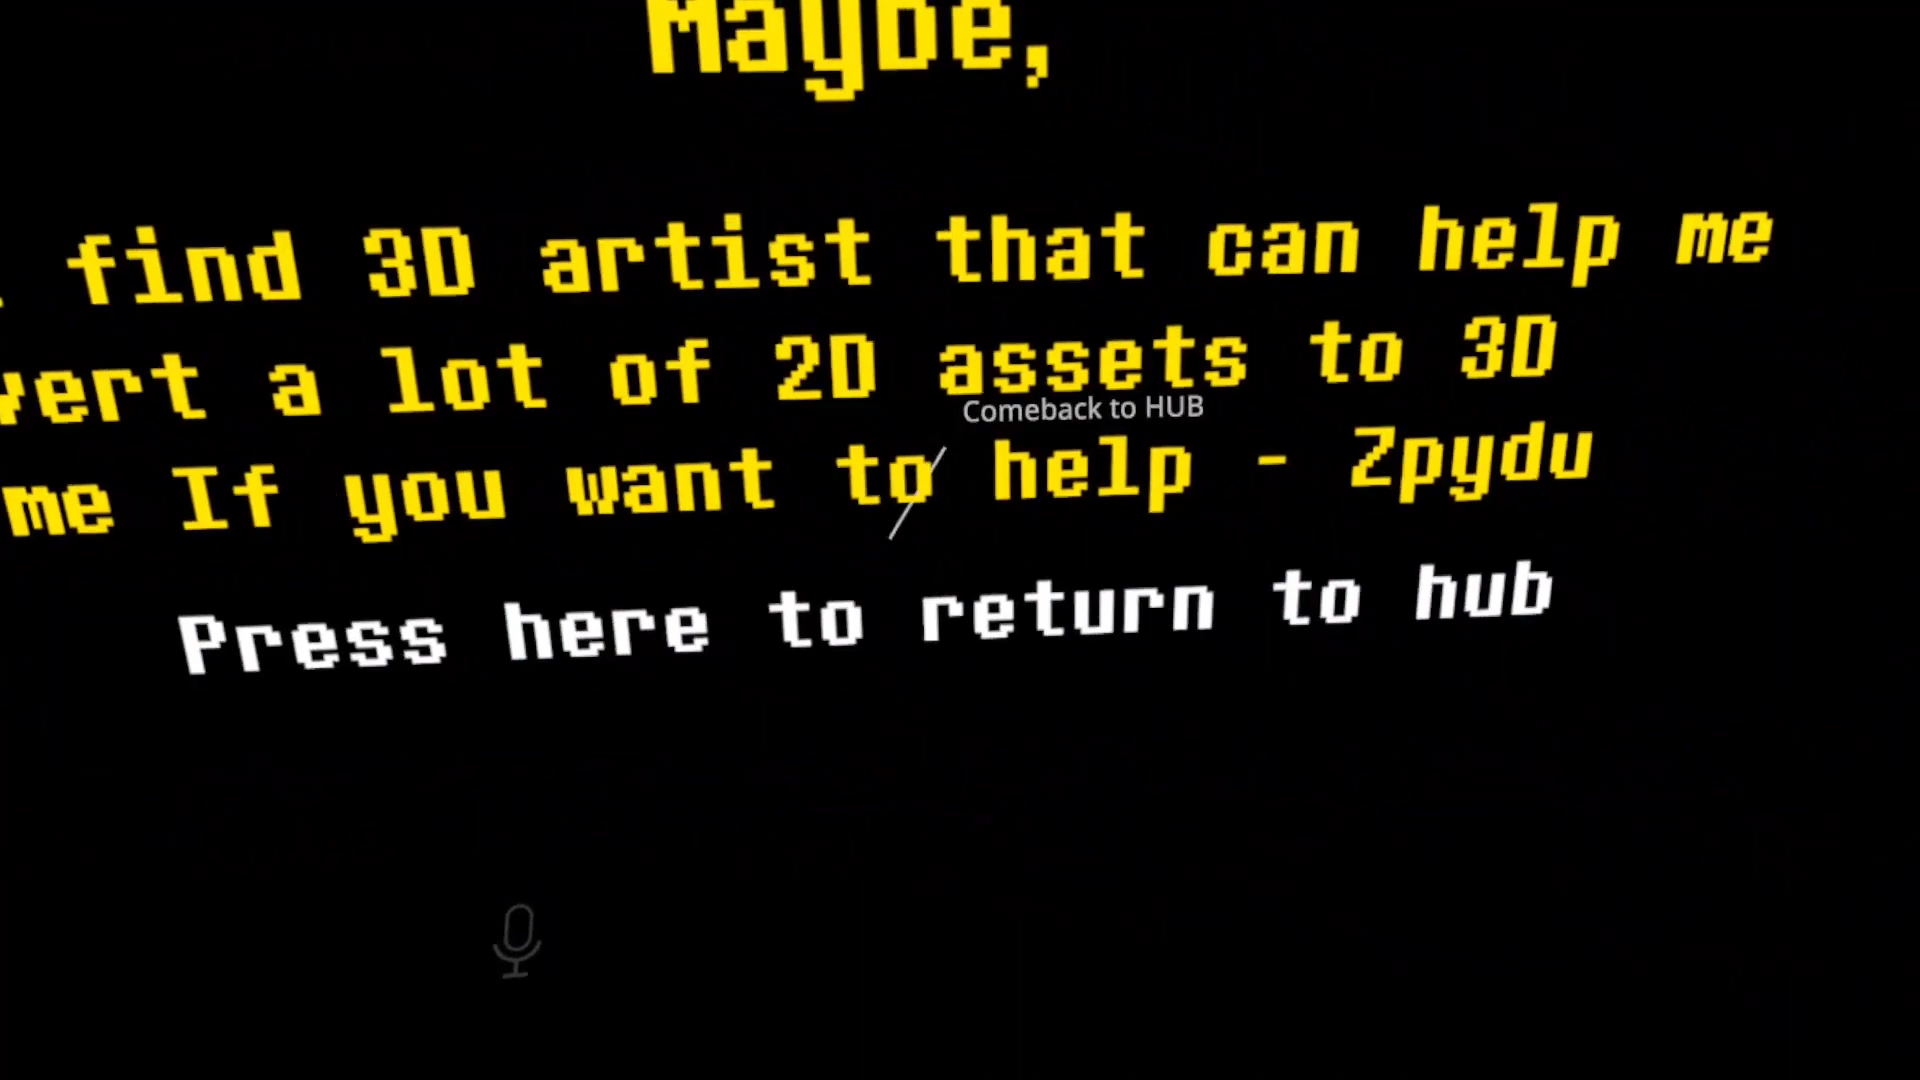 Maybe,
find 3D artist that can help me
a lot of 2D assets to 3D
Comeback to HUB
me If you want to help - Zpydu
Press here to return to hub